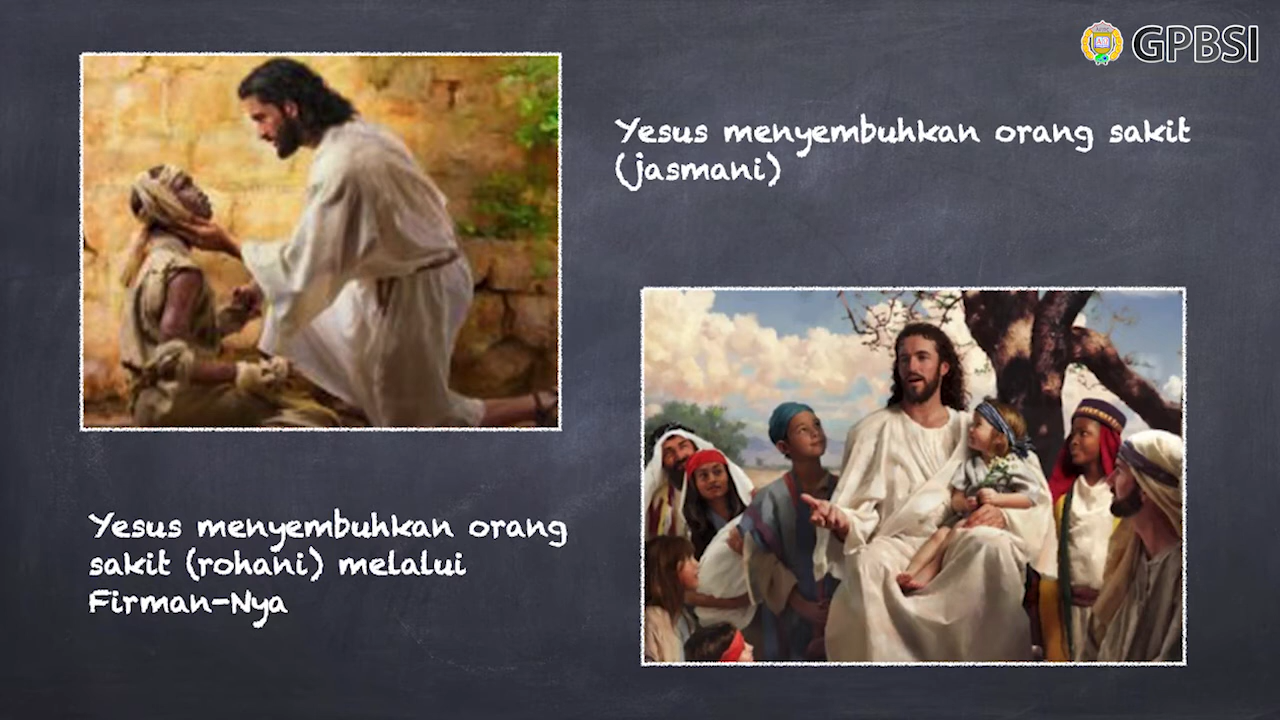 GPBSI
Yesus menyembuhkan orang sakit
(jasmani)
Yesus menyembuhkan orang
sakit (rohani) melalui
Firman-Nya